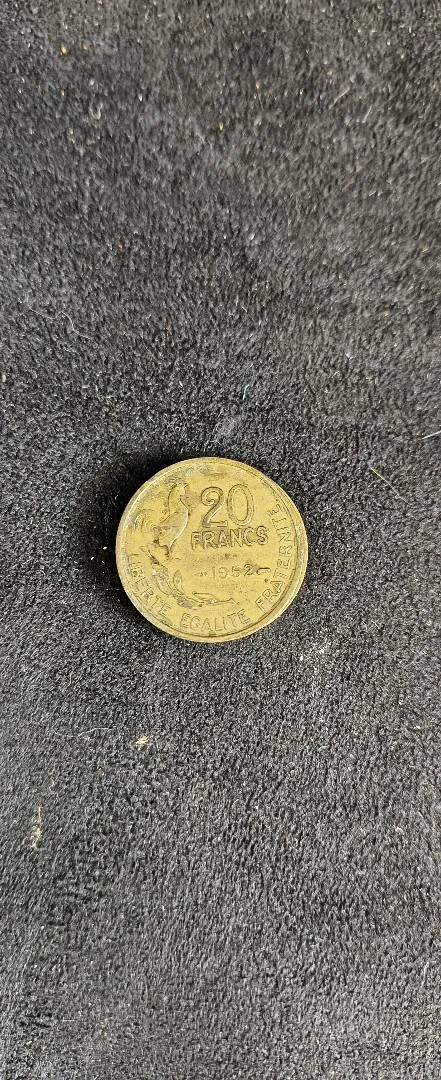 20
FRANCS
1952
LIBERTE EGALITE FRATERNITE